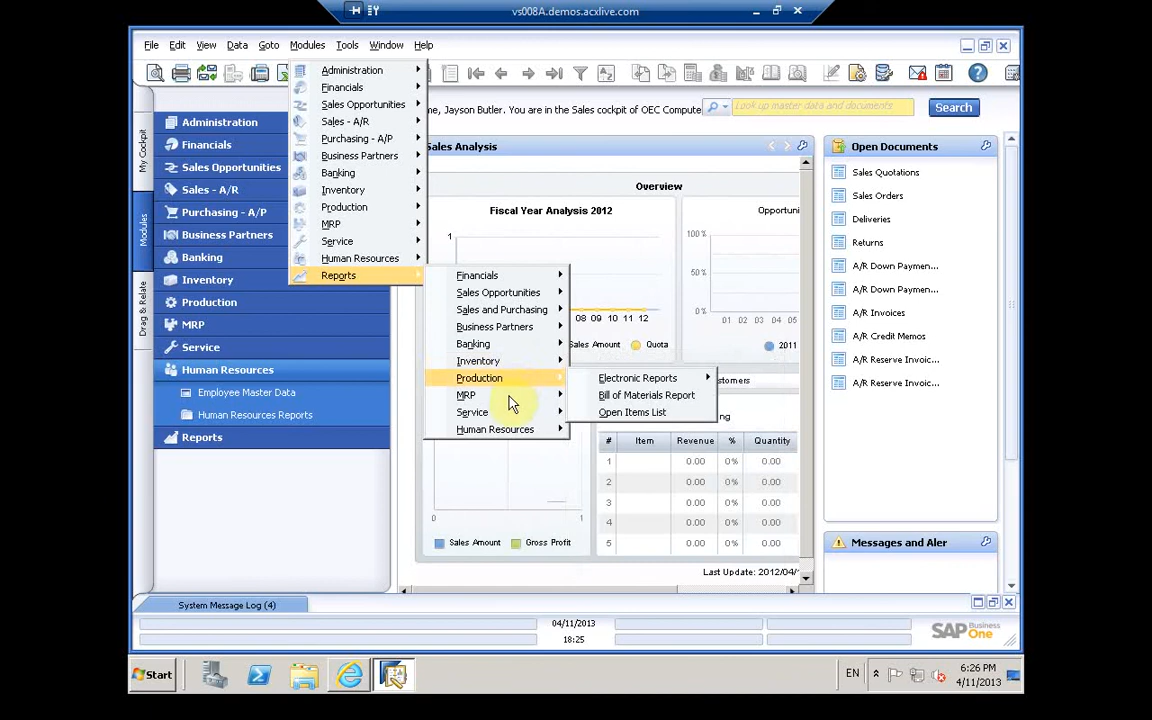 vs008A.demos.acxlive.com
File Edit View Data Goto Modules Tools Window Help
me, Jayson Butler. You are in the Sales cockpit of OEC Compute
Look up master data and documents
Search
My Cockpit
Modules
Drag & Relate
Administration
Financials
Sales Opportunities
Sales - A/R
Purchasing - A/P
Business Partners
Banking
Inventory
Production
MRP
Service
Human Resources
Employee Master Data
Human Resources Reports
Reports
Administration
Financials
Sales Opportunities
Sales - A/R
Purchasing - A/P
Business Partners
Banking
Inventory
Production
MRP
Service
Human Resources
Reports
Financials
Sales Opportunities
Sales and Purchasing
Business Partners
Banking
Inventory
Production
MRP
Service
Human Resources
Electronic Reports
Bill of Materials Report
Open Items List
Sales Analysis
Overview
Fiscal Year Analysis 2012
1
08 09 10 11 12
Sales Amount Quota
Opportuni
100%
50%
0%
01 02 03 04 05
2011
customers
ng
# Item Revenue % Quantity
1 0.00 0% 0.00
2 0.00 0% 0.00
3 0.00 0% 0.00
4 0.00 0% 0.00
5 0.00 0% 0.00
0 1
Sales Amount Gross Profit
Last Update: 2012/04/
Open Documents
Sales Quotations
Sales Orders
Deliveries
Returns
A/R Down Paymen...
A/R Down Paymen...
A/R Invoices
A/R Credit Memos
A/R Reserve Invoic...
A/R Reserve Invoic...
Messages and Aler
System Message Log (4)
04/11/2013
18:25
SAP Business One
Start
EN
6:26 PM
4/11/2013